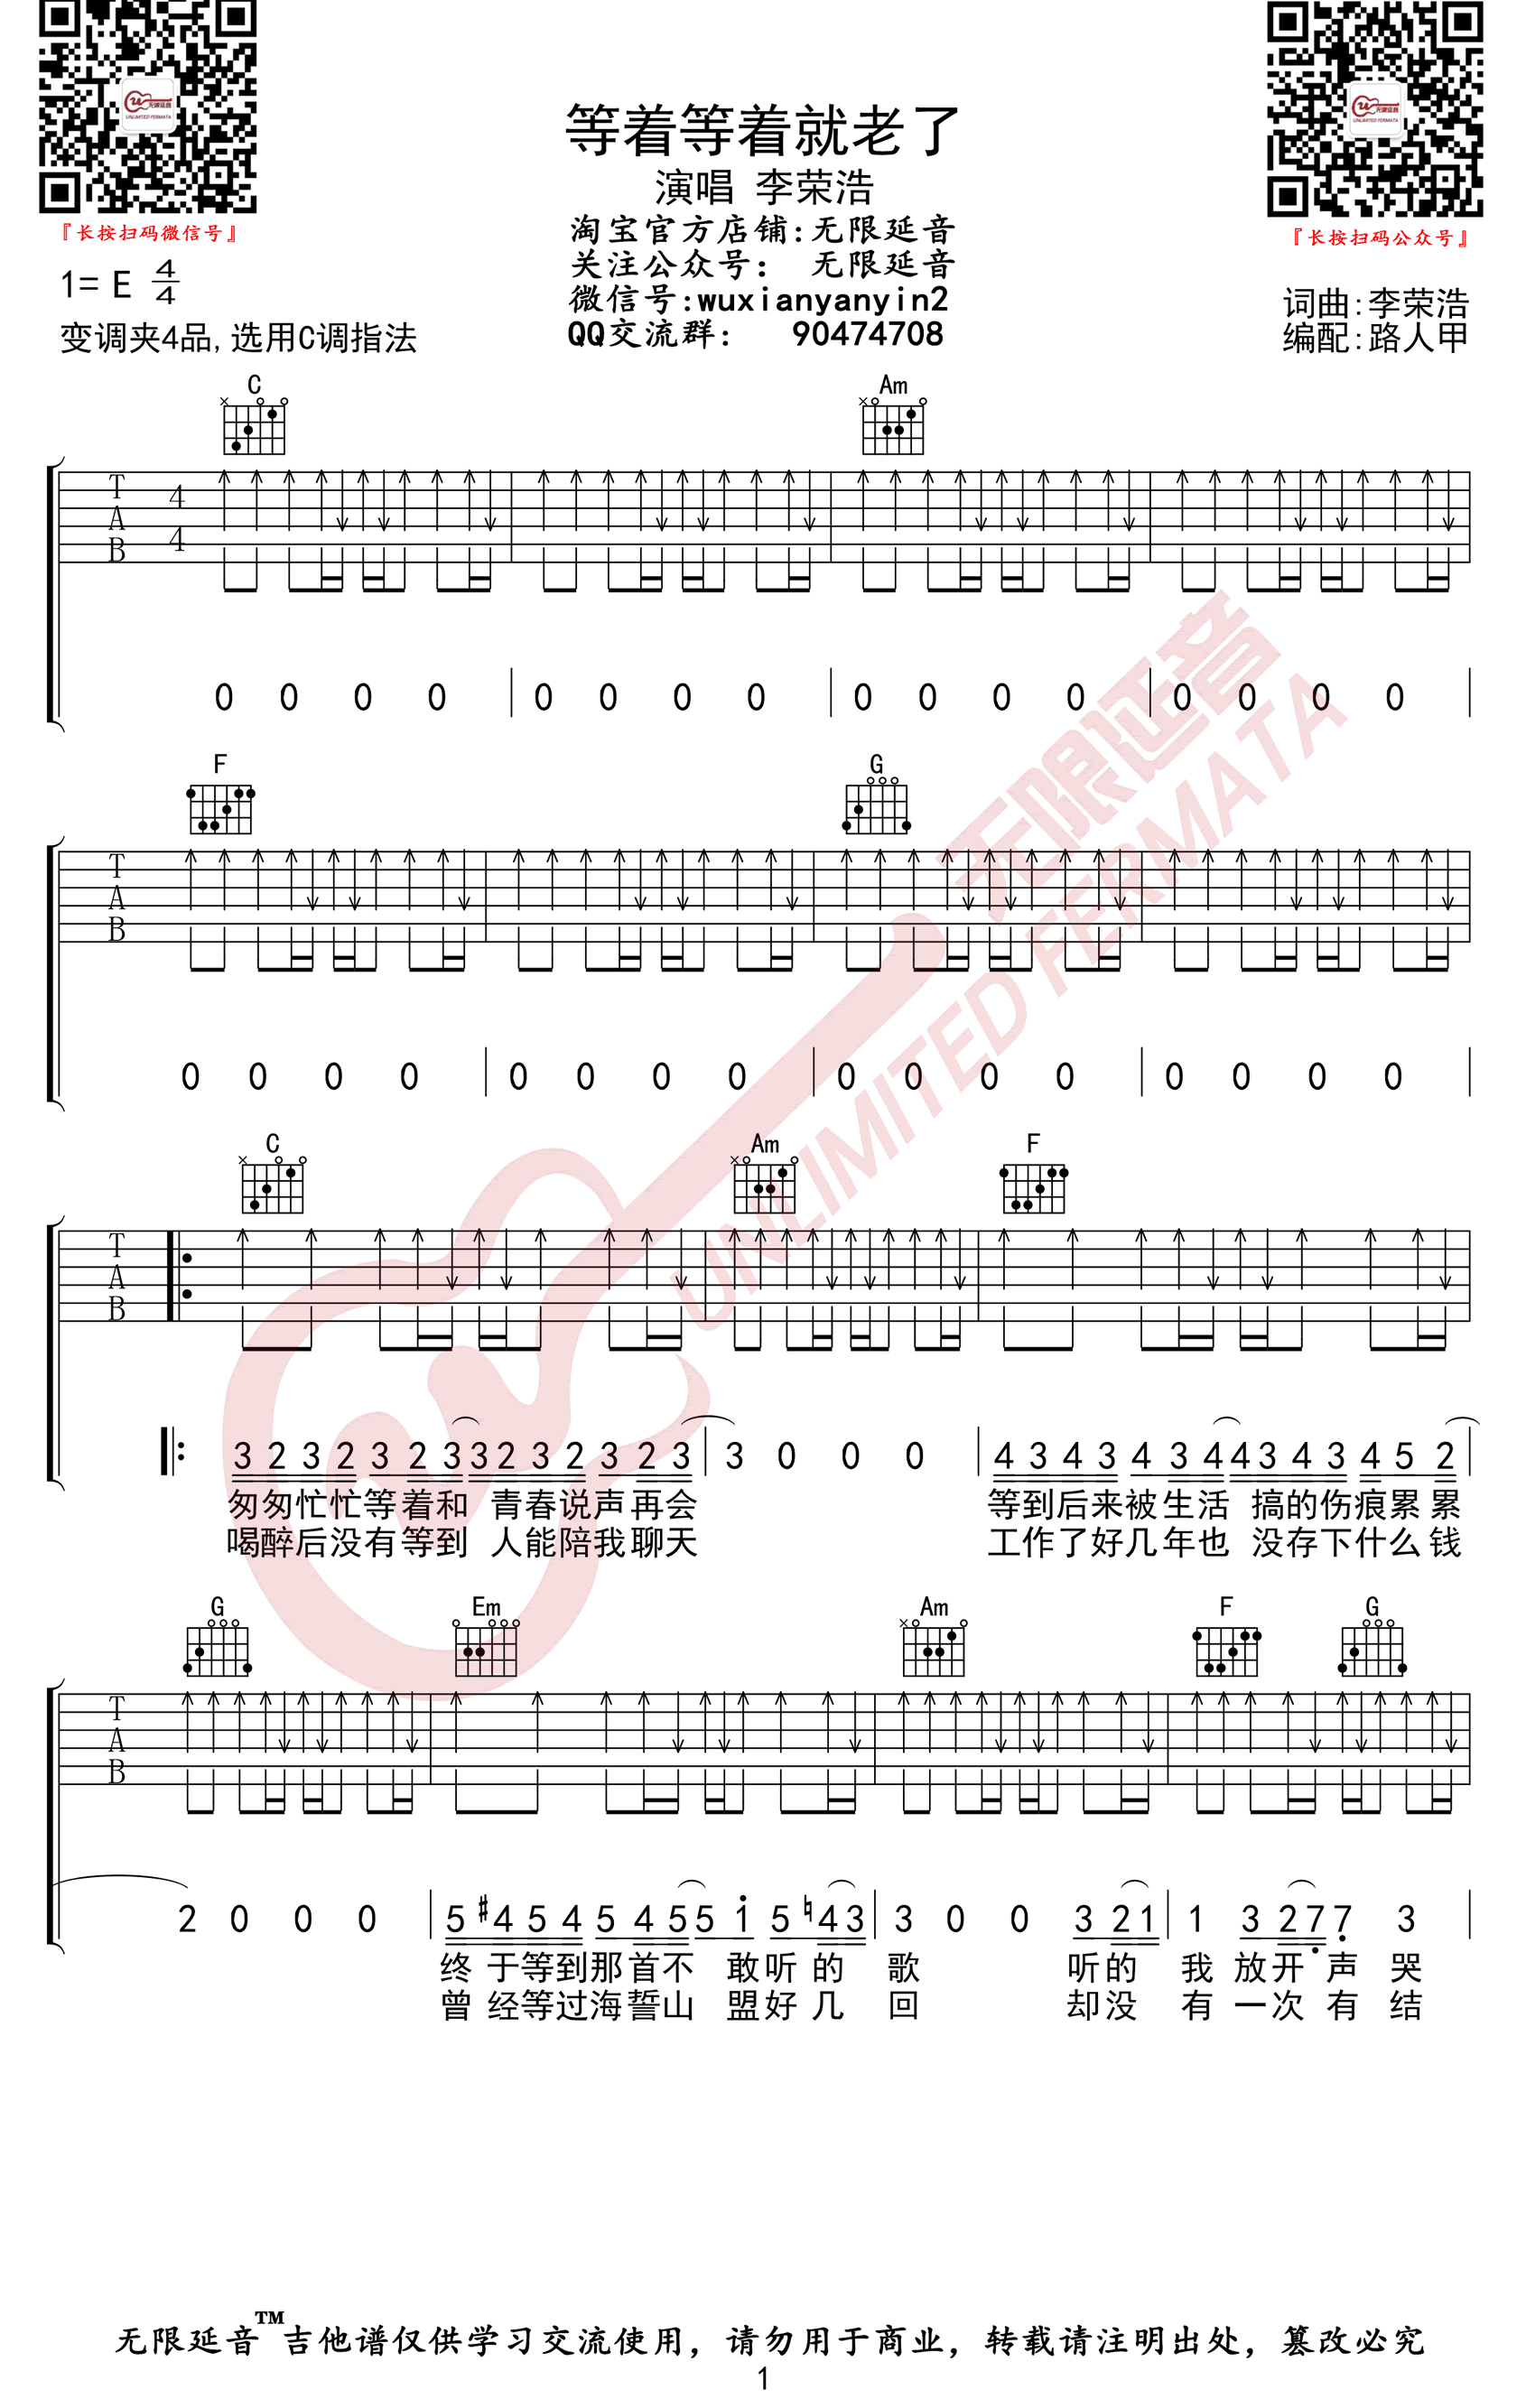 等着等着就老了
演唱 李荣浩
淘宝官方店铺:无限延音
关注公众号: 无限延音
微信号:wuxianyanyin2
QQ交流群: 90474708
『长按扫码微信号』
『长按扫码公众号』
1= E 4/4
变调夹4品,选用C调指法
词曲:李荣浩
编配:路人甲
C Am
T A B 4 4
0 0 0 0 | 0 0 0 0 | 0 0 0 0 | 0 0 0 0 |
F G
T A B
0 0 0 0 | 0 0 0 0 | 0 0 0 0 | 0 0 0 0 |
C Am F
T A B
3 2 3 2 3 2 3 3 2 3 2 3 2 3 | 3 0 0 0 | 4 3 4 3 4 3 4 4 3 4 3 4 5 2 |
匆匆忙忙等着和 青春说声再会 等到后来被生活 搞的伤痕累累
喝醉后没有等到 人能陪我聊天 工作了好几年也 没存下什么钱
G Em Am F G
T A B
2 0 0 0 | 5 #4 5 4 5 4 5 5 1 5 ♮4 3 | 3 0 0 3 2 1 | 1 3 2 7 7 3 |
终于等到那首不 敢听的 歌 听的 我 放开声 哭
曾经等过海誓山 盟好几 回 却没 有 一次有 结
无限延音™吉他谱仅供学习交流使用，请勿用于商业，转载请注明出处，篡改必究
1
无限延音
UNLIMITED FERMATA